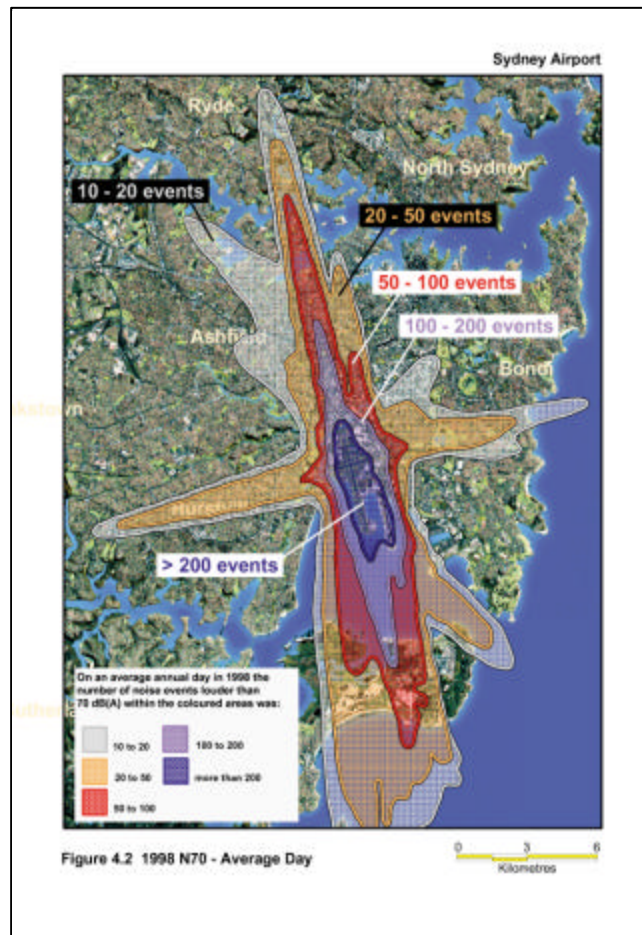 Sydney Airport
Ryde
North Sydney
10 - 20 events
20 - 50 events
50 - 100 events
Ashfield
100 - 200 events
Bondi
> 200 events
On an average annual day in 1998 the
number of noise events louder than
70 dB(A) within the coloured areas was:
10 to 20
100 to 200
20 to 50
more than 200
50 to 100
Figure 4.2 1998 N70 - Average Day
0 3 6
Kilometres